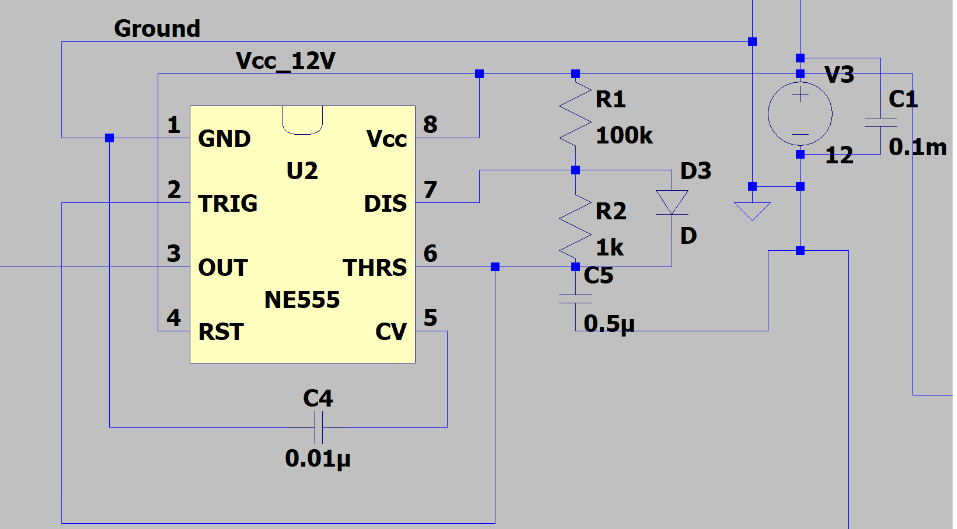 Ground
Vcc_12V
V3
R1
C1
1
GND
Vcc
8
100k
12
0.1m
U2
D3
2
TRIG
DIS
7
R2
D
3
OUT
THRS
6
1k
C5
NE555
4
RST
CV
5
0.5µ
C4
0.01µ